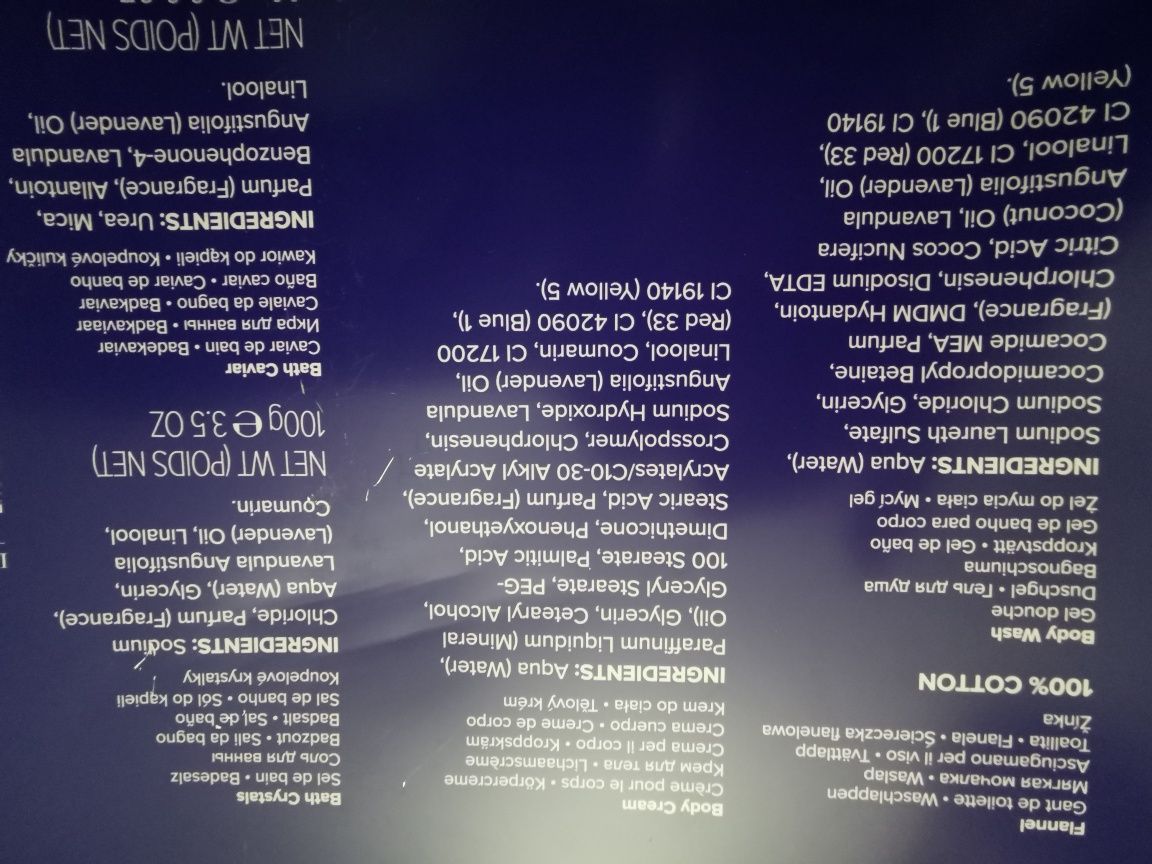 Flannel
Gant de toilette • Waschlappen
Мягкая мочалка • Waslap
Asciugamano per il viso • Tvättlapp
Toallita • Flanela • Ściereczka flanelowa
Žínka
100% COTTON
Body Wash
Gel douche
Duschgel • Гель для душа
Bagnoschiuma
Kroppstvätt • Gel de baño
Gel de banho para corpo
Żel do mycia ciała • Mycí gel
INGREDIENTS: Aqua (Water),
Sodium Laureth Sulfate,
Sodium Chloride, Glycerin,
Cocamidopropyl Betaine,
Cocamide MEA, Parfum
(Fragrance), DMDM Hydantoin,
Chlorphenesin, Disodium EDTA,
Citric Acid, Cocos Nucifera
(Coconut) Oil, Lavandula
Angustifolia (Lavender) Oil,
Linalool, CI 17200 (Red 33),
CI 42090 (Blue 1), CI 19140
(Yellow 5).
Body Cream
Crème pour le corps • Körpercreme
Крем для тела • Lichaamscrème
Crema per il corpo • Kroppskräm
Crema cuerpo • Creme de corpo
Krem do ciała • Tělový krém
INGREDIENTS: Aqua (Water),
Paraffinum Liquidum (Mineral
Oil), Glycerin, Cetearyl Alcohol,
Glyceryl Stearate, PEG-
100 Stearate, Palmitic Acid,
Dimethicone, Phenoxyethanol,
Stearic Acid, Parfum (Fragrance),
Acrylates/C10-30 Alkyl Acrylate
Crosspolymer, Chlorphenesin,
Sodium Hydroxide, Lavandula
Angustifolia (Lavender) Oil,
Linalool, Coumarin, CI 17200
(Red 33), CI 42090 (Blue 1),
CI 19140 (Yellow 5).
Bath Crystals
Sel de bain • Badesalz
Соль для ванны
Badzout • Sali da bagno
Badsalt • Sal de baño
Sal de banho • Sól do kąpieli
Koupelové krystalky
INGREDIENTS: Sodium
Chloride, Parfum (Fragrance),
Aqua (Water), Glycerin,
Lavandula Angustifolia
(Lavender) Oil, Linalool,
Coumarin.
NET WT (POIDS NET)
100g ℮ 3.5 OZ
Bath Caviar
Caviar de bain • Badekaviar
Икра для ванны • Badkaviaar
Caviale da bagno • Badkaviar
Baño caviar • Caviar de banho
Kawior do kąpieli • Koupelové kuličky
INGREDIENTS: Urea, Mica,
Parfum (Fragrance), Allantoin,
Benzophenone-4, Lavandula
Angustifolia (Lavender) Oil,
Linalool.
NET WT (POIDS NET)